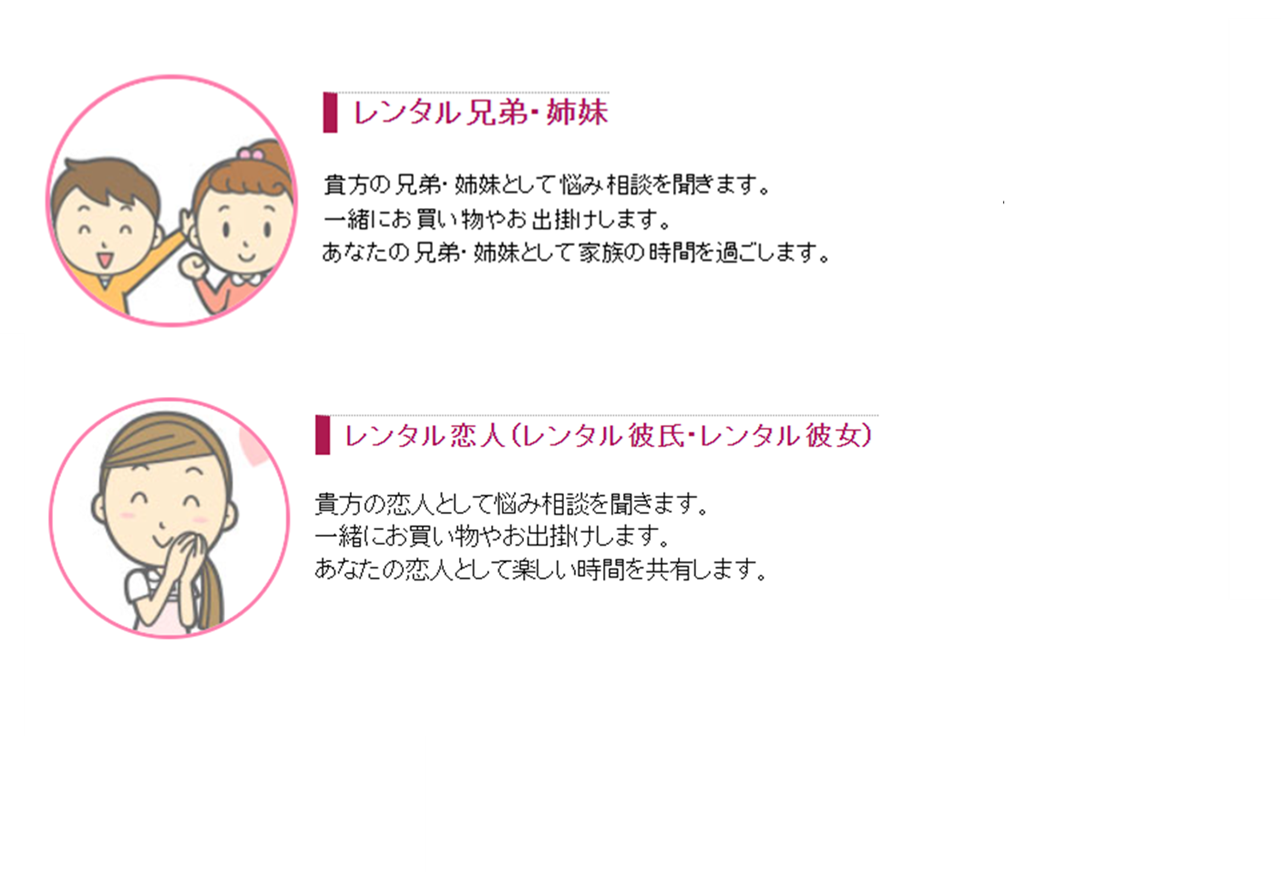 レンタル兄弟・姉妹
貴方の兄弟・姉妹として悩み相談を聞きます。
一緒にお買い物やお出掛けします。
あなたの兄弟・姉妹として家族の時間を過ごします。
レンタル恋人(レンタル彼氏・レンタル彼女)
貴方の恋人として悩み相談を聞きます。
一緒にお買い物やお出掛けします。
あなたの恋人として楽しい時間を共有します。